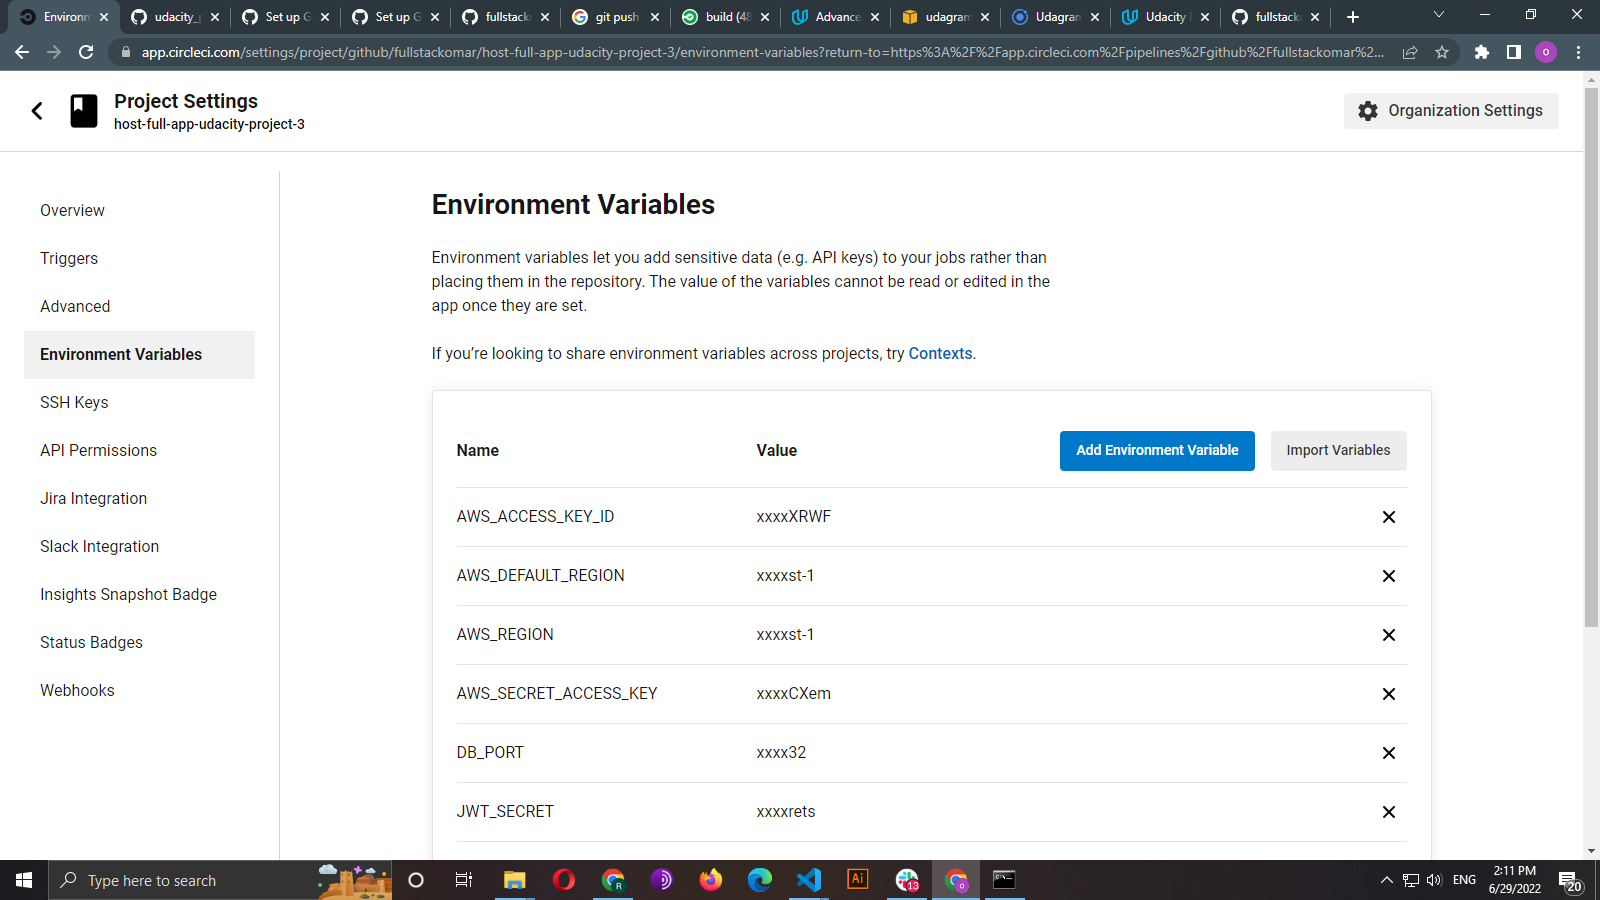 Environm
udacity_p
Set up G
Set up G
fullstack
git push
build (48
Advance
udagram
Udagram
Udacity
fullstack
app.circleci.com/settings/project/github/fullstackomar/host-full-app-udacity-project-3/environment-variables?return-to=https%3A%2F%2Fapp.circleci.com%2Fpipelines%2Fgithub%2Ffullstackomar%2...
o
Project Settings
host-full-app-udacity-project-3
Organization Settings
Overview
Triggers
Advanced
Environment Variables
SSH Keys
API Permissions
Jira Integration
Slack Integration
Insights Snapshot Badge
Status Badges
Webhooks
Environment Variables
Environment variables let you add sensitive data (e.g. API keys) to your jobs rather than
placing them in the repository. The value of the variables cannot be read or edited in the
app once they are set.
If you’re looking to share environment variables across projects, try Contexts.
Name Value Add Environment Variable Import Variables
AWS_ACCESS_KEY_ID xxxxXRWF
AWS_DEFAULT_REGION xxxxst-1
AWS_REGION xxxxst-1
AWS_SECRET_ACCESS_KEY xxxxCXem
DB_PORT xxxx32
JWT_SECRET xxxxrets
Type here to search
R
Ai
13
o
ENG
2:11 PM
6/29/2022
20